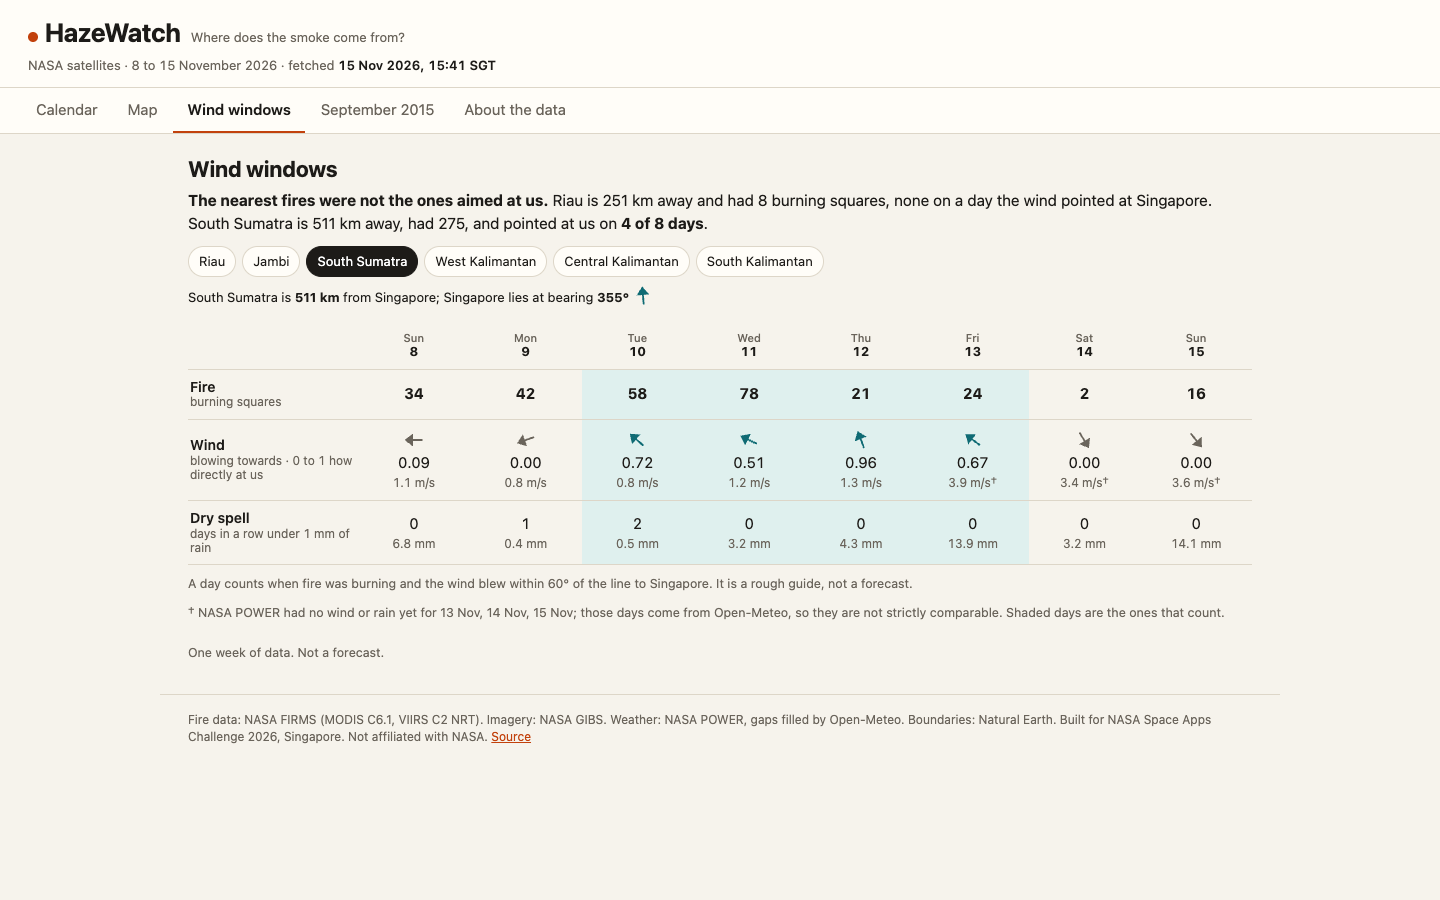 HazeWatch Where does the smoke come from?
NASA satellites · 8 to 15 November 2026 · fetched 15 Nov 2026, 15:41 SGT
Calendar Map Wind windows September 2015 About the data
Wind windows
The nearest fires were not the ones aimed at us. Riau is 251 km away and had 8 burning squares, none on a day the wind pointed at Singapore.
South Sumatra is 511 km away, had 275, and pointed at us on 4 of 8 days.
Riau Jambi South Sumatra West Kalimantan Central Kalimantan South Kalimantan
South Sumatra is 511 km from Singapore; Singapore lies at bearing 355°
Sun Mon Tue Wed Thu Fri Sat Sun
8 9 10 11 12 13 14 15
Fire
burning squares
34 42 58 78 21 24 2 16
Wind
blowing towards · 0 to 1 how
directly at us
0.09 0.00 0.72 0.51 0.96 0.67 0.00 0.00
1.1 m/s 0.8 m/s 0.8 m/s 1.2 m/s 1.3 m/s 3.9 m/s† 3.4 m/s† 3.6 m/s†
Dry spell
days in a row under 1 mm of
rain
0 1 2 0 0 0 0 0
6.8 mm 0.4 mm 0.5 mm 3.2 mm 4.3 mm 13.9 mm 3.2 mm 14.1 mm
A day counts when fire was burning and the wind blew within 60° of the line to Singapore. It is a rough guide, not a forecast.
† NASA POWER had no wind or rain yet for 13 Nov, 14 Nov, 15 Nov; those days come from Open-Meteo, so they are not strictly comparable. Shaded days are the ones that count.
One week of data. Not a forecast.
Fire data: NASA FIRMS (MODIS C6.1, VIIRS C2 NRT). Imagery: NASA GIBS. Weather: NASA POWER, gaps filled by Open-Meteo. Boundaries: Natural Earth. Built for NASA Space Apps
Challenge 2026, Singapore. Not affiliated with NASA. Source